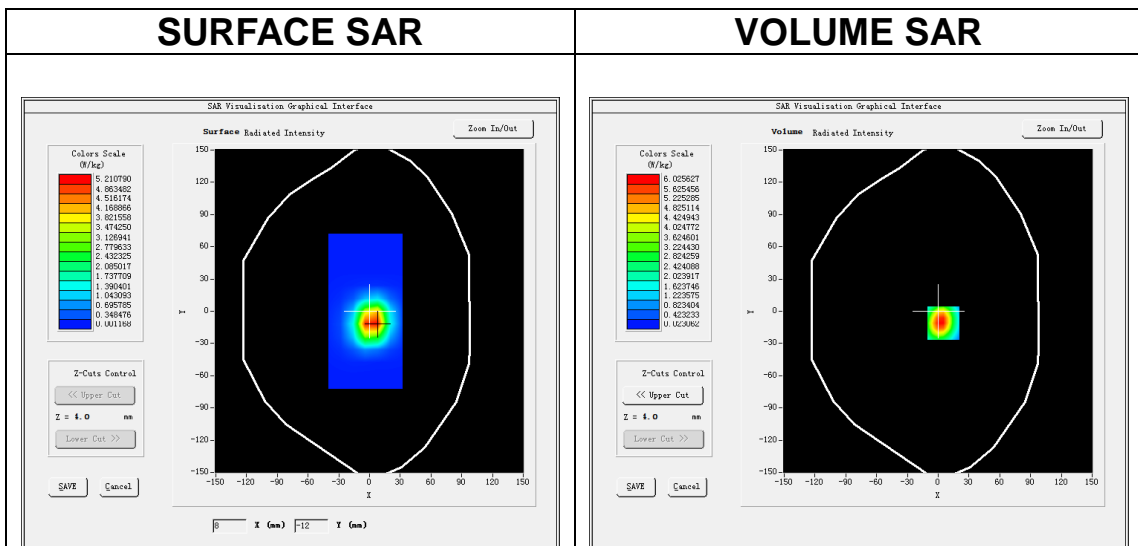 SURFACE SAR
VOLUME SAR
SAR Visualisation Graphical Interface
Surface Radiated Intensity
Zoom In/Out
Colors Scale
(W/kg)
5.210790
4.863482
4.516174
4.168866
3.821558
3.474250
3.126941
2.779633
2.432325
2.085017
1.737709
1.390401
1.043093
0.695785
0.348476
0.001168
Z-Cuts Control
<< Upper Cut
Z = 4.0 mm
Lower Cut >>
SAVE
Cancel
150
120
90
60
30
0
-30
-60
-90
-120
-150
Y
-150 -120 -90 -60 -30 0 30 60 90 120 150
X
8 X (mm) -12 Y (mm)
SAR Visualisation Graphical Interface
Volume Radiated Intensity
Zoom In/Out
Colors Scale
(W/kg)
6.025627
5.625456
5.225285
4.825114
4.424943
4.024772
3.624601
3.224430
2.824259
2.424088
2.023917
1.623746
1.223575
0.823404
0.423233
0.023062
Z-Cuts Control
<< Upper Cut
Z = 4.0 mm
Lower Cut >>
SAVE
Cancel
150
120
90
60
30
0
-30
-60
-90
-120
-150
Y
-150 -120 -90 -60 -30 0 30 60 90 120 150
X